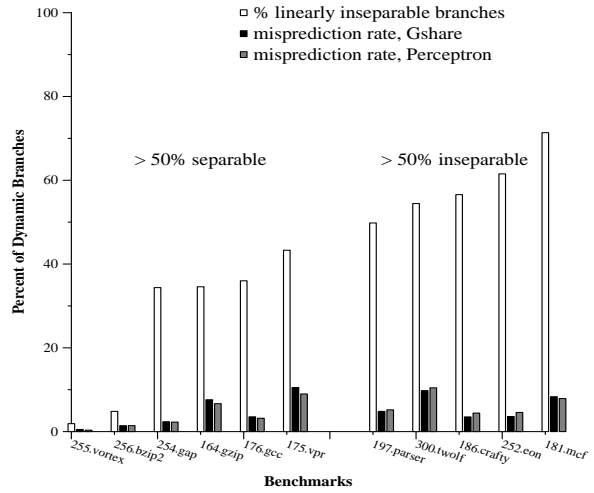 100
80
60
40
20
0
Percent of Dynamic Branches
% linearly inseparable branches
misprediction rate, Gshare
misprediction rate, Perceptron
> 50% separable
> 50% inseparable
255.vortex
256.bzip2
254.gap
164.gzip
176.gcc
175.vpr
197.parser
300.twolf
186.crafty
252.eon
181.mcf
Benchmarks